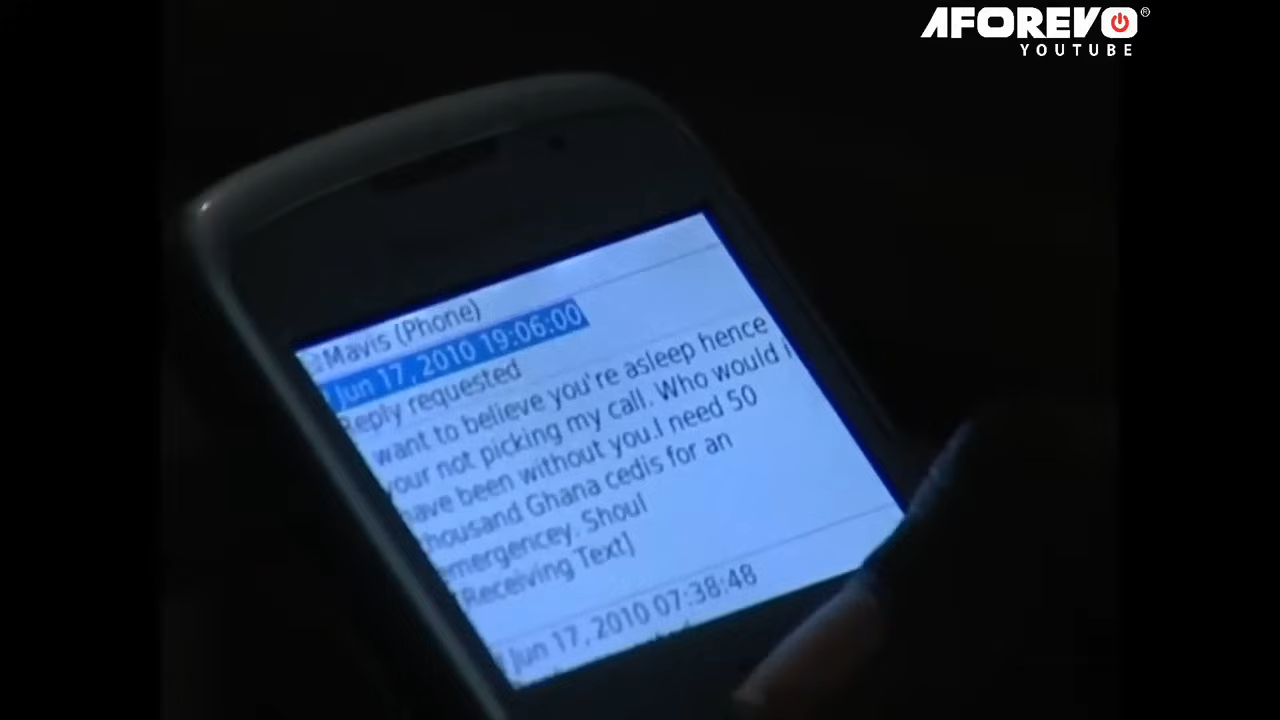 AFOREVO
YOUTUBE
Mavis (Phone)
Jun 17, 2010 19:06:00
Reply requested
want to believe you're asleep hence
your not picking my call. Who would i
have been without you.I need 50
thousand Ghana cedis for an
emergencey. Shoul
Receiving Text]
Jun 17, 2010 07:38:48